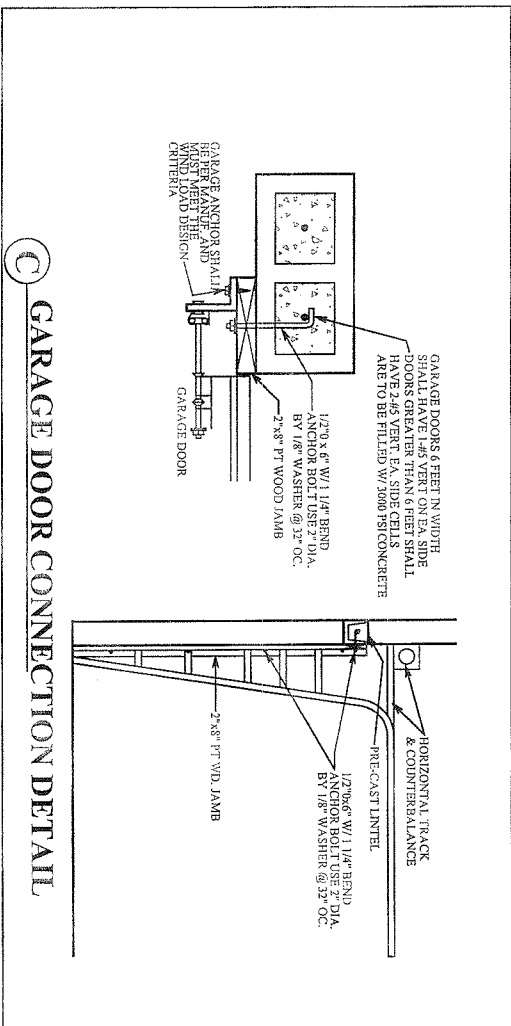 GARAGE DOORS 6 FEET IN WIDTH
SHALL HAVE 1-#5 VERT ON EA. SIDE
DOORS GREATER THAN 6 FEET SHALL
HAVE 2-#5 VERT. EA. SIDE CELLS
ARE TO BE FILLED W/ 3000 PSI CONCRETE
1/2"0 x 6" W/ 1 1/4" BEND
ANCHOR BOLT USE 2" DIA.
BY 1/8" WASHER @ 32" OC.
2"x8" PT WOOD JAMB
GARAGE DOOR
GARAGE ANCHOR SHALL
BE PER MANUF. AND
MUST MEET THE
WIND LOAD DESIGN
CRITERIA
HORIZONTAL TRACK
& COUNTERBALANCE
PRE-CAST LINTEL
1/2"0x6" W/ 1 1/4" BEND
ANCHOR BOLT USE 2" DIA.
BY 1/8" WASHER @ 32" OC.
2"x8" PT WD. JAMB
C GARAGE DOOR CONNECTION DETAIL